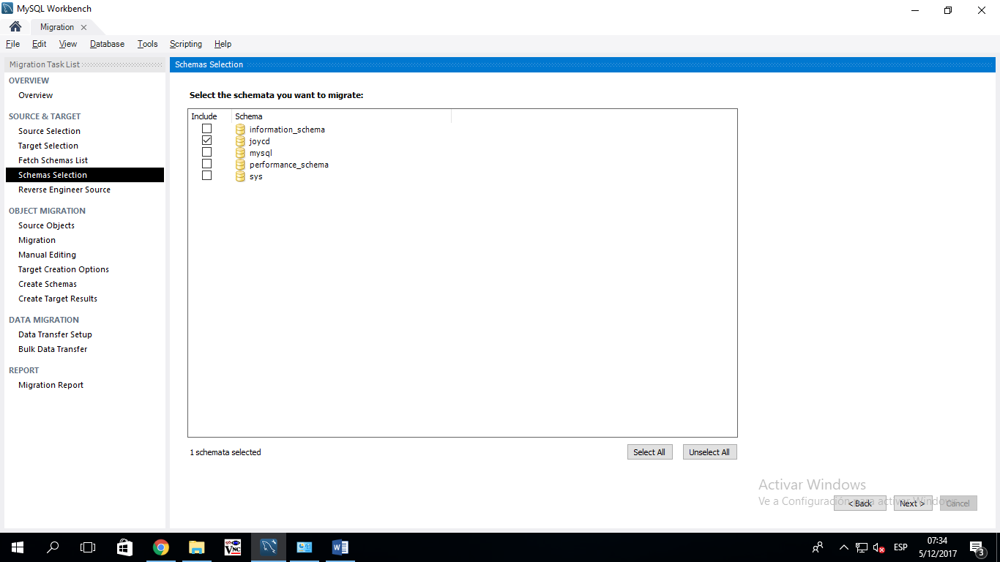 MySQL Workbench
Migration
File Edit View Database Tools Scripting Help
Migration Task List
OVERVIEW
Overview
SOURCE & TARGET
Source Selection
Target Selection
Fetch Schemas List
Schemas Selection
Reverse Engineer Source
OBJECT MIGRATION
Source Objects
Migration
Manual Editing
Target Creation Options
Create Schemas
Create Target Results
DATA MIGRATION
Data Transfer Setup
Bulk Data Transfer
REPORT
Migration Report
Schemas Selection
Select the schemata you want to migrate:
Include Schema
information_schema
joycd
mysql
performance_schema
sys
1 schemata selected
Select All Unselect All
Activar Windows
Ve a Configuración para activar Windows.
< Back Next > Cancel
VNC
ESP
07:34
5/12/2017
3